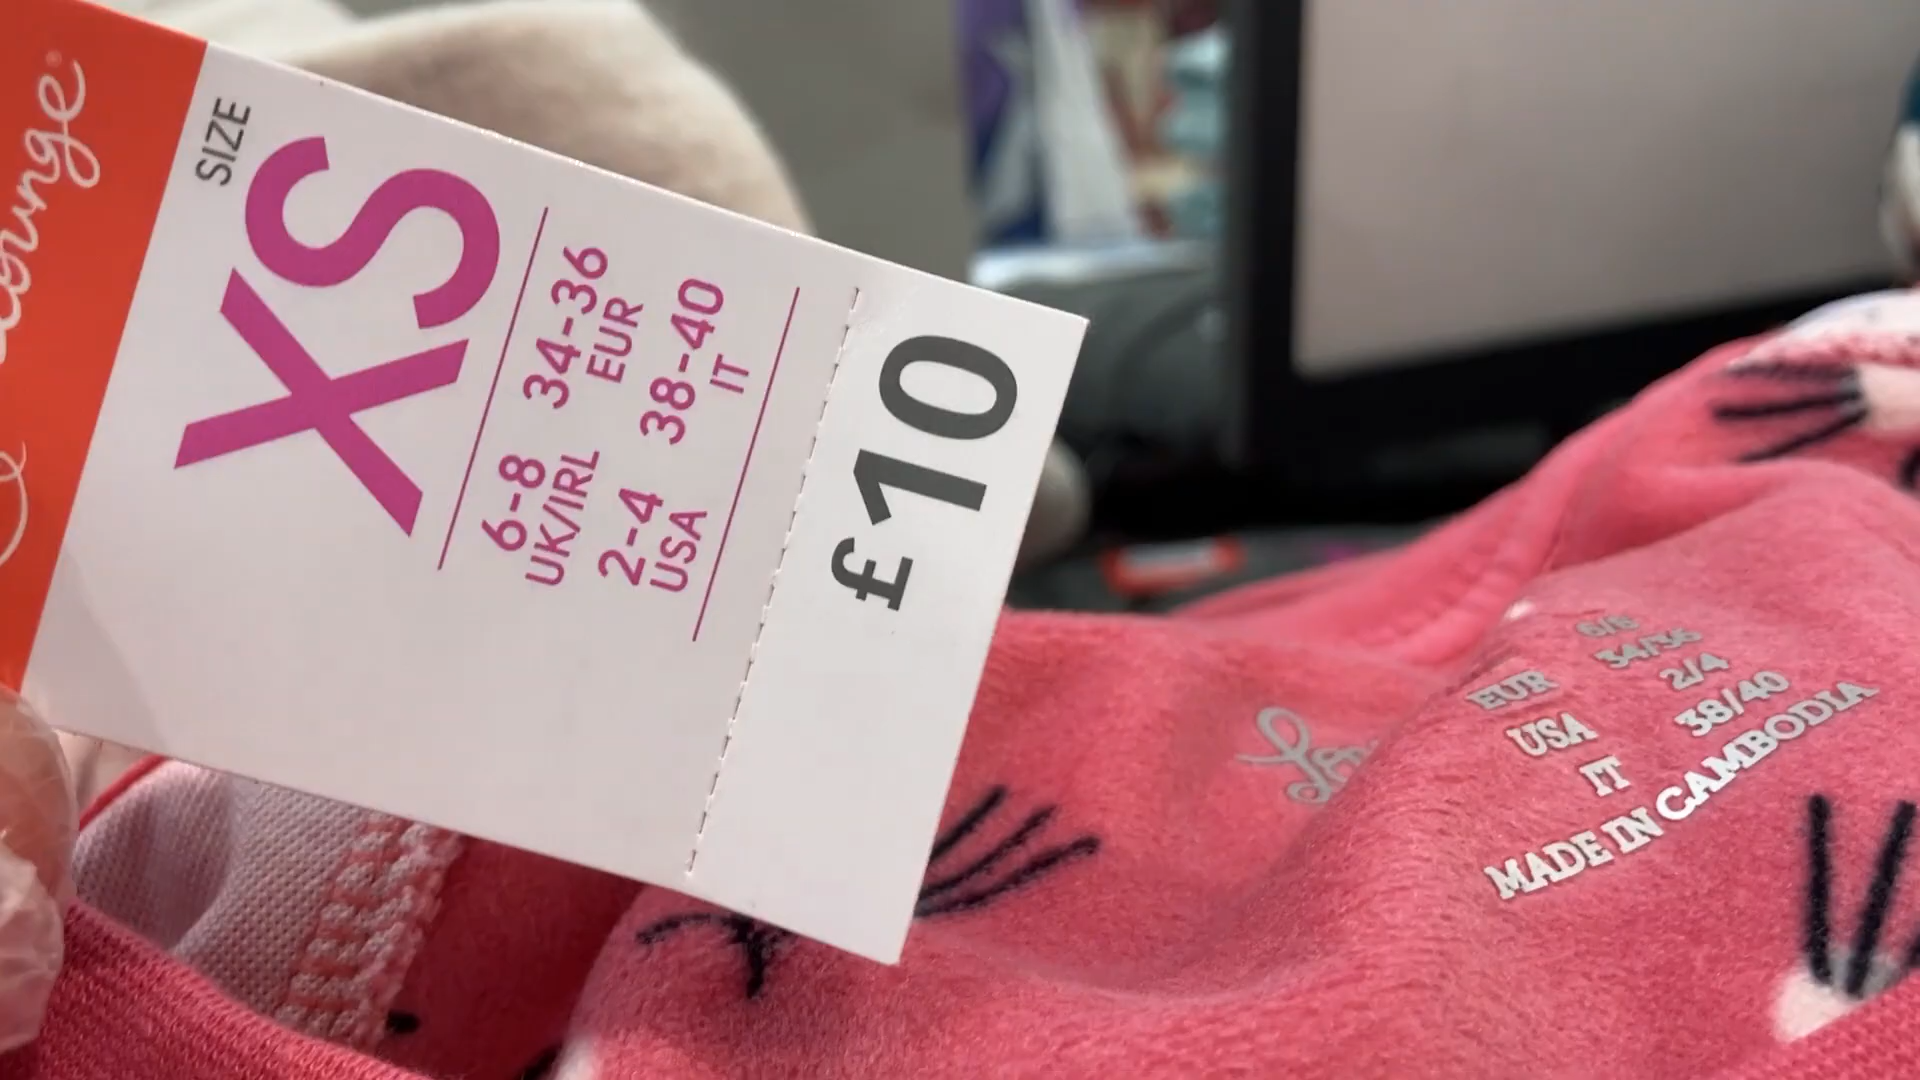 lounge
SIZE
XS
6-8 34-36
UK/IRL EUR
2-4 38-40
USA IT
£10
34/36
EUR 2/4
USA 38/40
IT
MADE IN CAMBODIA